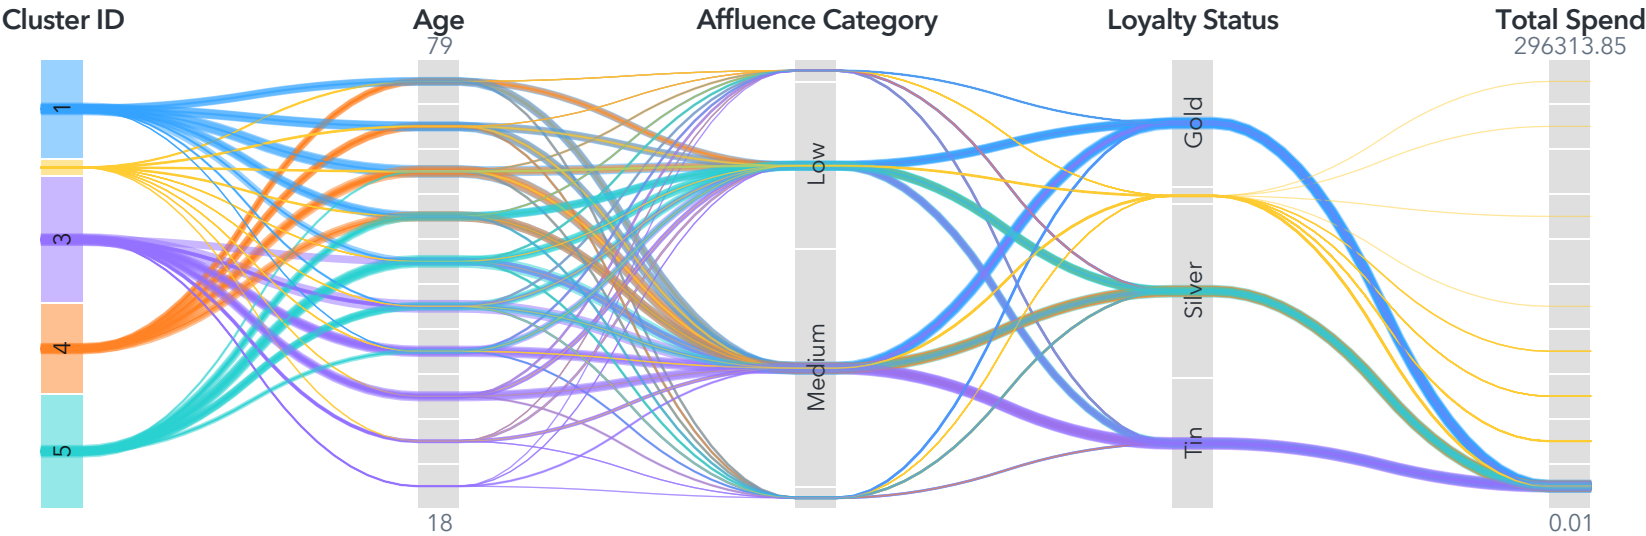 Cluster ID
Age
Affluence Category
Loyalty Status
Total Spend
79
296313.85
1
3
4
5
Low
Medium
Gold
Silver
Tin
18
0.01